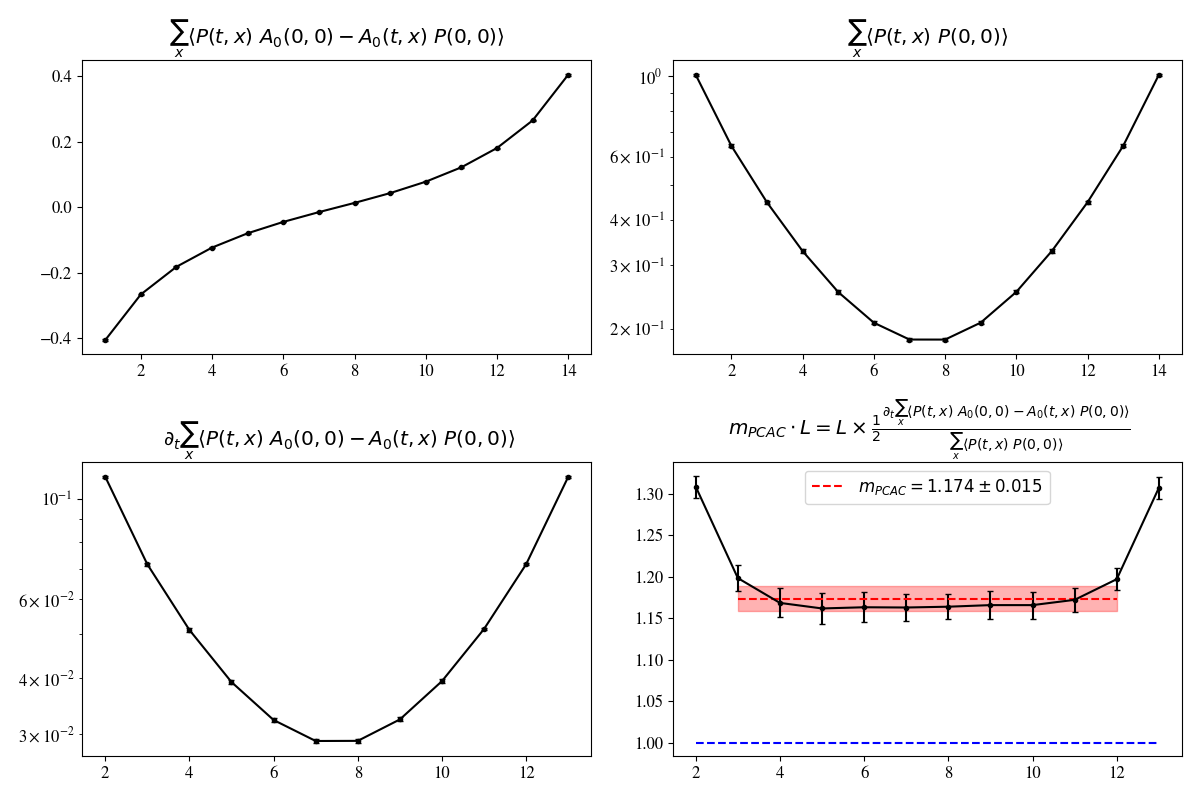 ∑ₓ⟨P(t, x) A₀(0, 0) − A₀(t, x) P(0, 0)⟩
0.4
0.2
0.0
−0.2
−0.4
2 4 6 8 10 12 14
∑ₓ⟨P(t, x) P(0, 0)⟩
10⁰
6 × 10⁻¹
4 × 10⁻¹
3 × 10⁻¹
2 × 10⁻¹
2 4 6 8 10 12 14
∂ₜ∑ₓ⟨P(t, x) A₀(0, 0) − A₀(t, x) P(0, 0)⟩
10⁻¹
6 × 10⁻²
4 × 10⁻²
3 × 10⁻²
2 4 6 8 10 12
m_PCAC · L = L × 1/2 ∂ₜ∑ₓ⟨P(t, x) A₀(0, 0) − A₀(t, x) P(0, 0)⟩ / ∑ₓ⟨P(t, x) P(0, 0)⟩
m_PCAC = 1.174 ± 0.015
1.30
1.25
1.20
1.15
1.10
1.05
1.00
2 4 6 8 10 12